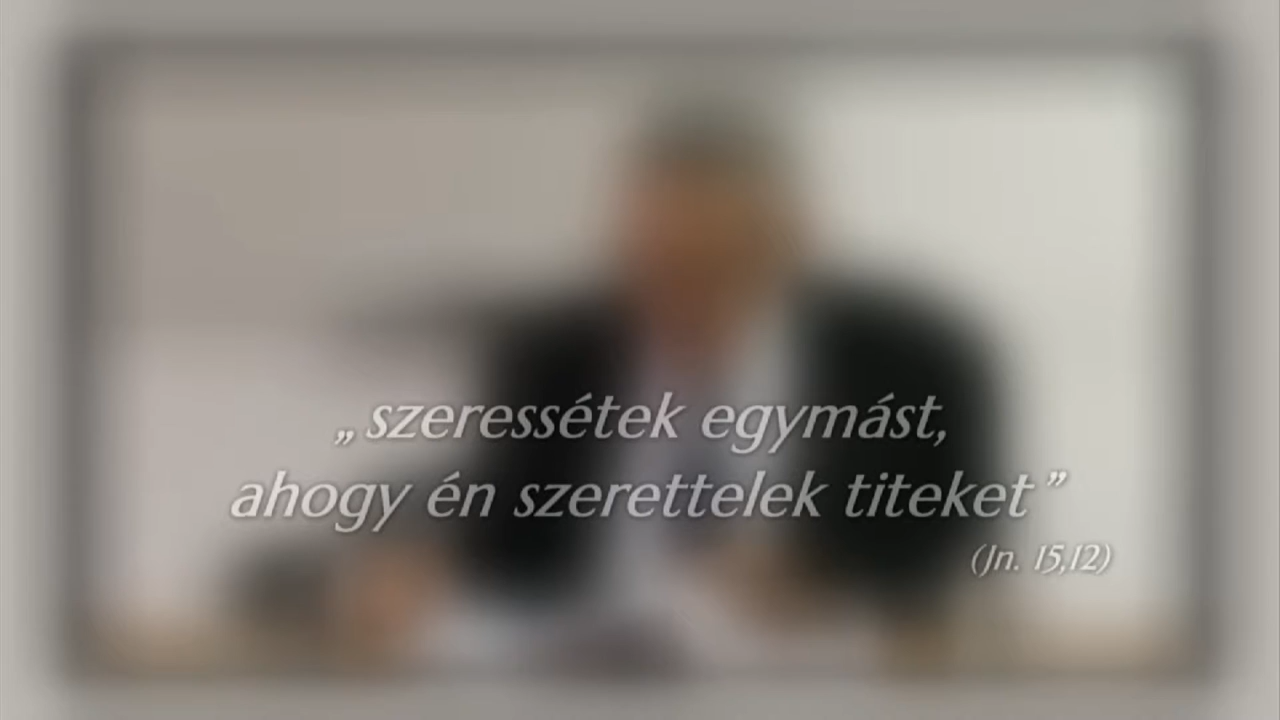 „szeressétek egymást,
ahogy én szerettelek titeket”
(Jn. 15,12)